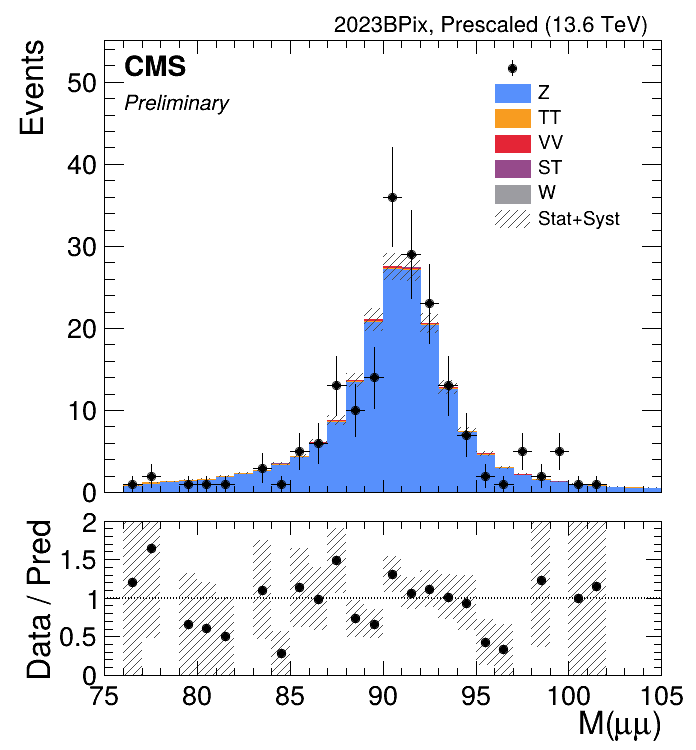 2023BPix, Prescaled (13.6 TeV)
CMS
Preliminary
Events
Z
TT
VV
ST
W
Stat+Syst
50
40
30
20
10
0
Data / Pred
2
1.5
1
0.5
0
75 80 85 90 95 100 105
M(μμ)